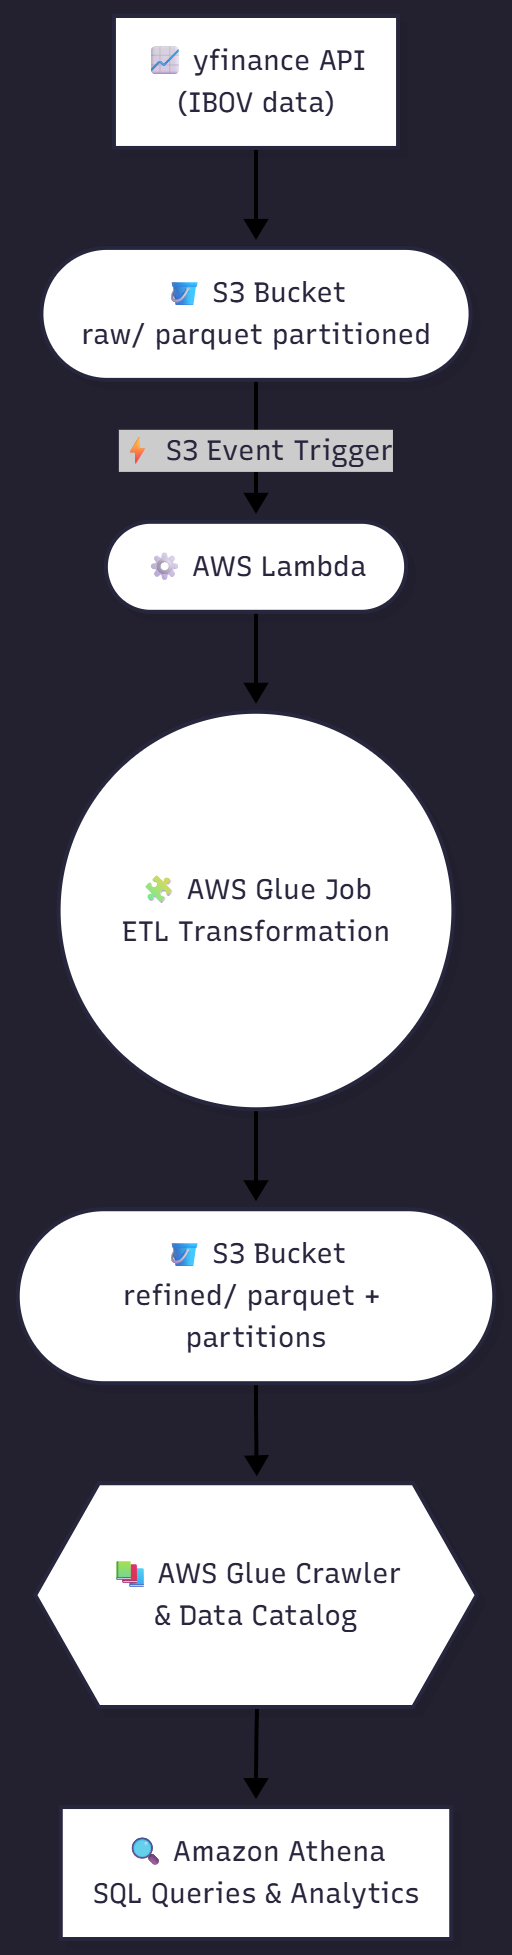 yfinance API
(IBOV data)
S3 Bucket
raw/ parquet partitioned
S3 Event Trigger
AWS Lambda
AWS Glue Job
ETL Transformation
S3 Bucket
refined/ parquet +
partitions
AWS Glue Crawler
& Data Catalog
Amazon Athena
SQL Queries & Analytics